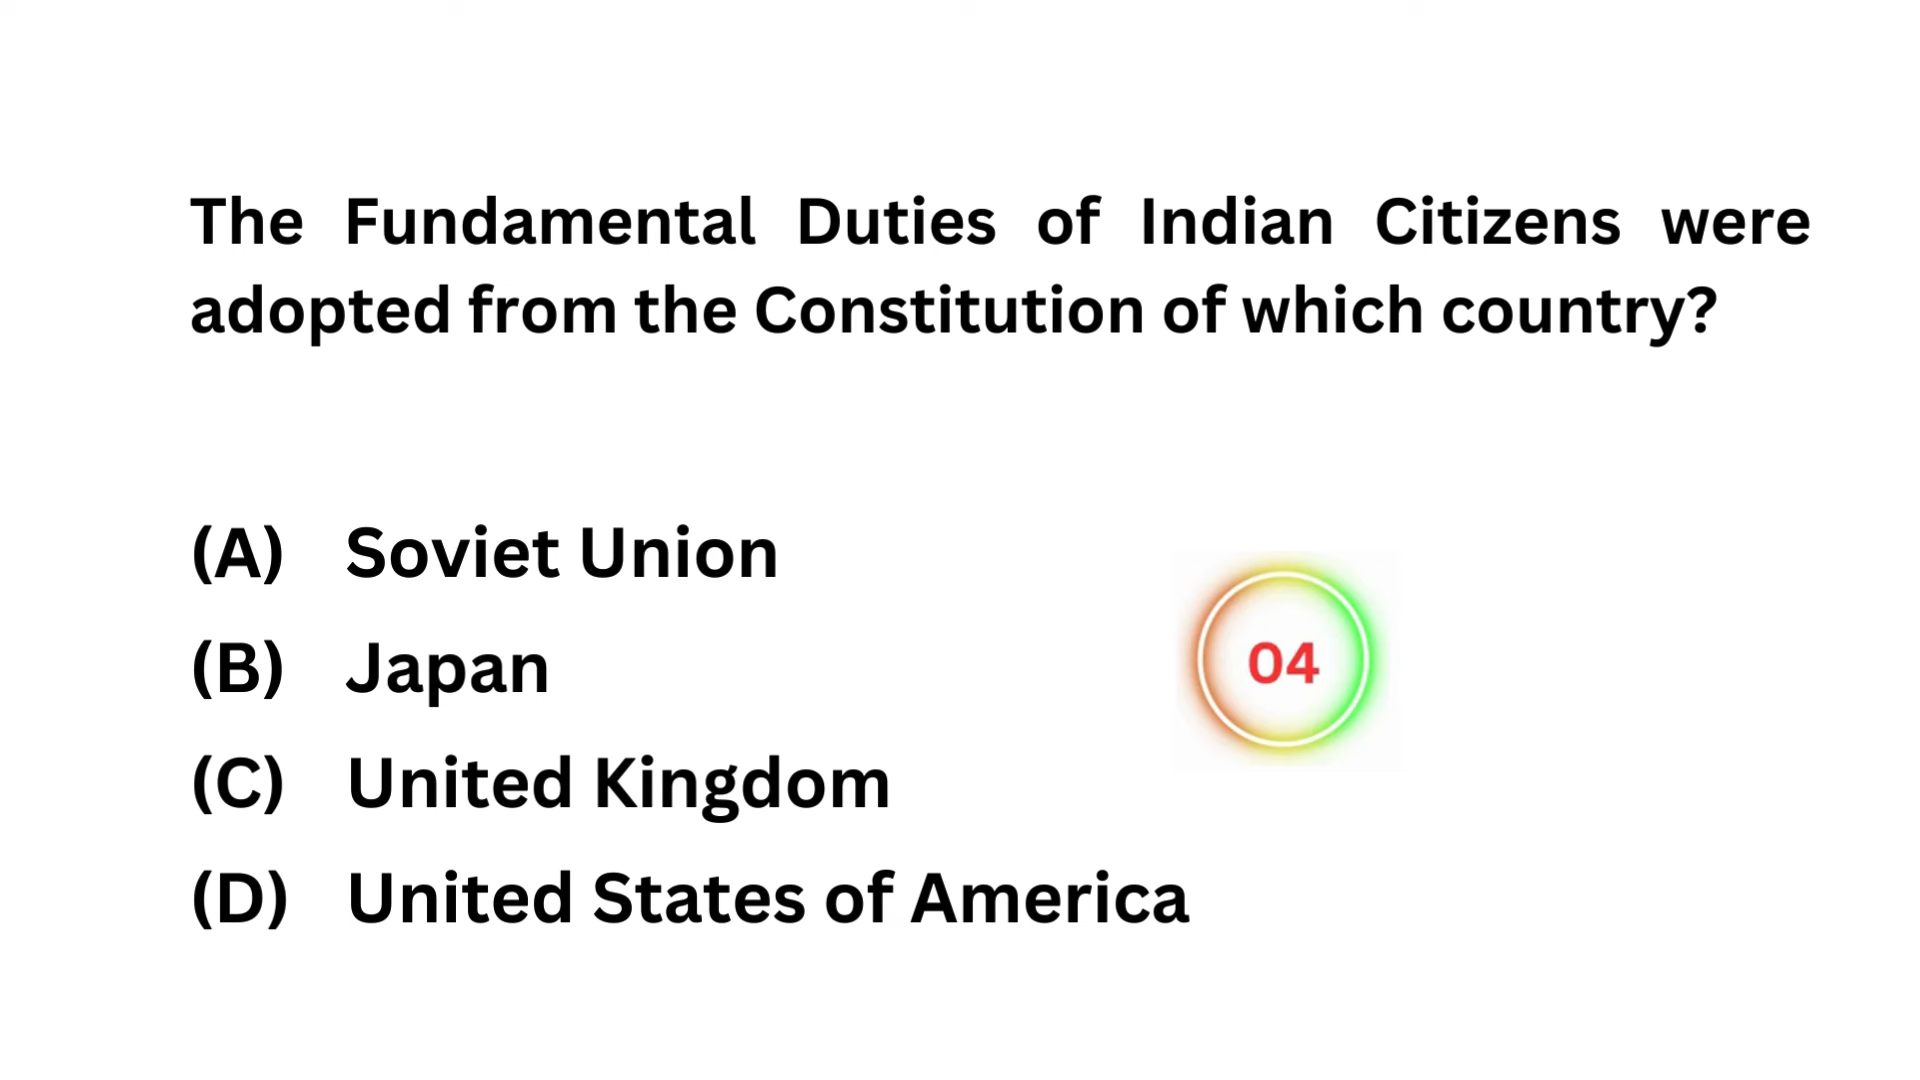 The Fundamental Duties of Indian Citizens were
adopted from the Constitution of which country?
(A) Soviet Union
(B) Japan
04
(C) United Kingdom
(D) United States of America